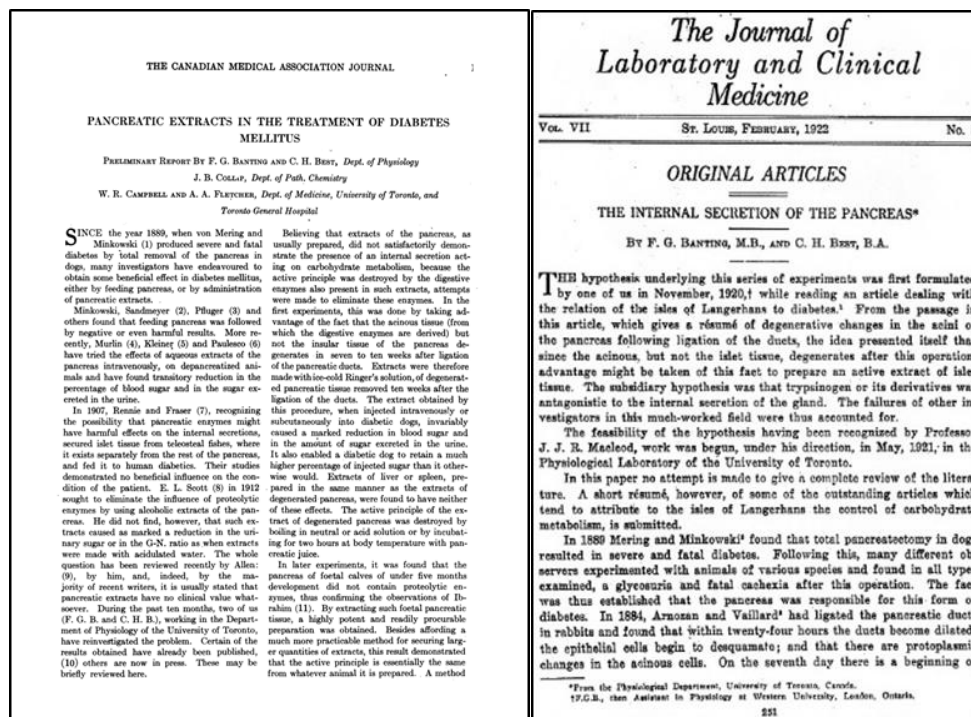 THE CANADIAN MEDICAL ASSOCIATION JOURNAL
PANCREATIC EXTRACTS IN THE TREATMENT OF DIABETES
MELLITUS
PRELIMINARY REPORT BY F. G. BANTING AND C. H. BEST, Dept. of Physiology
J. B. COLLIP, Dept. of Path. Chemistry
W. R. CAMPBELL AND A. A. FLETCHER, Dept. of Medicine, University of Toronto, and
Toronto General Hospital
SINCE the year 1889, when von Mering and
Minkowski (1) produced severe and fatal
diabetes by total removal of the pancreas in
dogs, many investigators have endeavoured to
obtain some beneficial effect in diabetes mellitus,
either by feeding pancreas, or by administration
of pancreatic extracts.
Minkowski, Sandmeyer (2), Pfluger (3) and
others found that feeding pancreas was followed
by negative or even harmful results. More re-
cently, Murlin (4), Kleiner (5) and Paulesco (6)
have tried the effects of aqueous extracts of the
pancreas intravenously, on depancreatized ani-
mals and have found transitory reduction in the
percentage of blood sugar and in the sugar ex-
creted in the urine.
In 1907, Rennie and Fraser (7), recognizing
the possibility that pancreatic enzymes might
have harmful effects on the internal secretions,
secured islet tissue from teleosteal fishes, where
it exists separately from the rest of the pancreas,
and fed it to human diabetics. Their studies
demonstrated no beneficial influence on the con-
dition of the patient. E. L. Scott (8) in 1912
sought to eliminate the influence of proteolytic
enzymes by using alcoholic extracts of the pan-
creas. He did not find, however, that such ex-
tracts caused as marked a reduction in the uri-
nary sugar or in the G-N. ratio as when extracts
were made with acidulated water. The whole
question has been reviewed recently by Allen:
(9), by him, and, indeed, by the ma-
jority of recent writers, it is usually stated that
pancreatic extracts have no clinical value what-
soever. During the past ten months, two of us
(F. G. B. and C. H. B.), working in the Depart-
ment of Physiology of the University of Toronto,
have reinvestigated the problem. Certain of the
results obtained have already been published,
(10) others are now in press. These may be
briefly reviewed here.
Believing that extracts of the pancreas, as
usually prepared, did not satisfactorily demon-
strate the presence of an internal secretion act-
ing on carbohydrate metabolism, because the
active principle was destroyed by the digestive
enzymes also present in such extracts, attempts
were made to eliminate these enzymes. In the
first experiments, this was done by taking ad-
vantage of the fact that the acinous tissue (from
which the digestive enzymes are derived) but
not the insular tissue of the pancreas de-
generates in seven to ten weeks after ligation
of the pancreatic ducts. Extracts were therefore
made with ice-cold Ringer's solution, of degenerat-
ed pancreatic tissue removed ten weeks after the
ligation of the ducts. The extract obtained by
this procedure, when injected intravenously or
subcutaneously into diabetic dogs, invariably
caused a marked reduction in blood sugar and
in the amount of sugar excreted in the urine.
It also enabled a diabetic dog to retain a much
higher percentage of injected sugar than it other-
wise would. Extracts of liver or spleen, pre-
pared in the same manner as the extracts of
degenerated pancreas, were found to have neither
of these effects. The active principle of the ex-
tract of degenerated pancreas was destroyed by
boiling in neutral or acid solution or by incubat-
ing for two hours at body temperature with pan-
creatic juice.
In later experiments, it was found that the
pancreas of foetal calves of under five months
development did not contain proteolytic en-
zymes, thus confirming the observations of Ib-
rahim (11). By extracting such foetal pancreatic
tissue, a highly potent and readily procurable
preparation was obtained. Besides affording a
much more practicable method for securing lar-
ger quantities of extracts, this result demonstrated
that the active principle is essentially the same
from whatever animal it is prepared. A method
The Journal of
Laboratory and Clinical
Medicine
VOL. VII ST. LOUIS, FEBRUARY, 1922 No.
ORIGINAL ARTICLES
THE INTERNAL SECRETION OF THE PANCREAS*
BY F. G. BANTING, M.B., AND C. H. BEST, B.A.
THE hypothesis underlying this series of experiments was first formulated
by one of us in November, 1920,† while reading an article dealing with
the relation of the isles of Langerhans to diabetes.¹ From the passage in
this article, which gives a résumé of degenerative changes in the acini of
the pancreas following ligation of the ducts, the idea presented itself that
since the acinous, but not the islet tissue, degenerates after this operation
advantage might be taken of this fact to prepare an active extract of islet
tissue. The subsidiary hypothesis was that trypsinogen or its derivatives was
antagonistic to the internal secretion of the gland. The failures of other in-
vestigators in this much-worked field were thus accounted for.
The feasibility of the hypothesis having been recognized by Professor
J. J. R. Macleod, work was begun, under his direction, in May, 1921, in the
Physiological Laboratory of the University of Toronto.
In this paper no attempt is made to give a complete review of the litera-
ture. A short résumé, however, of some of the outstanding articles which
tend to attribute to the isles of Langerhans the control of carbohydrate
metabolism, is submitted.
In 1889 Mering and Minkowski² found that total pancreatectomy in dogs
resulted in severe and fatal diabetes. Following this, many different ob-
servers experimented with animals of various species and found in all types
examined, a glycosuria and fatal cachexia after this operation. The fact
was thus established that the pancreas was responsible for this form of
diabetes. In 1884, Arnozan and Vaillard³ had ligated the pancreatic ducts
in rabbits and found that within twenty-four hours the ducts become dilated;
the epithelial cells begin to desquamate; and that there are protoplasmic
changes in the acinous cells. On the seventh day there is a beginning of
*From the Physiological Department, University of Toronto, Canada.
†F.G.B., then Assistant in Physiology at Western University, London, Ontario.
251